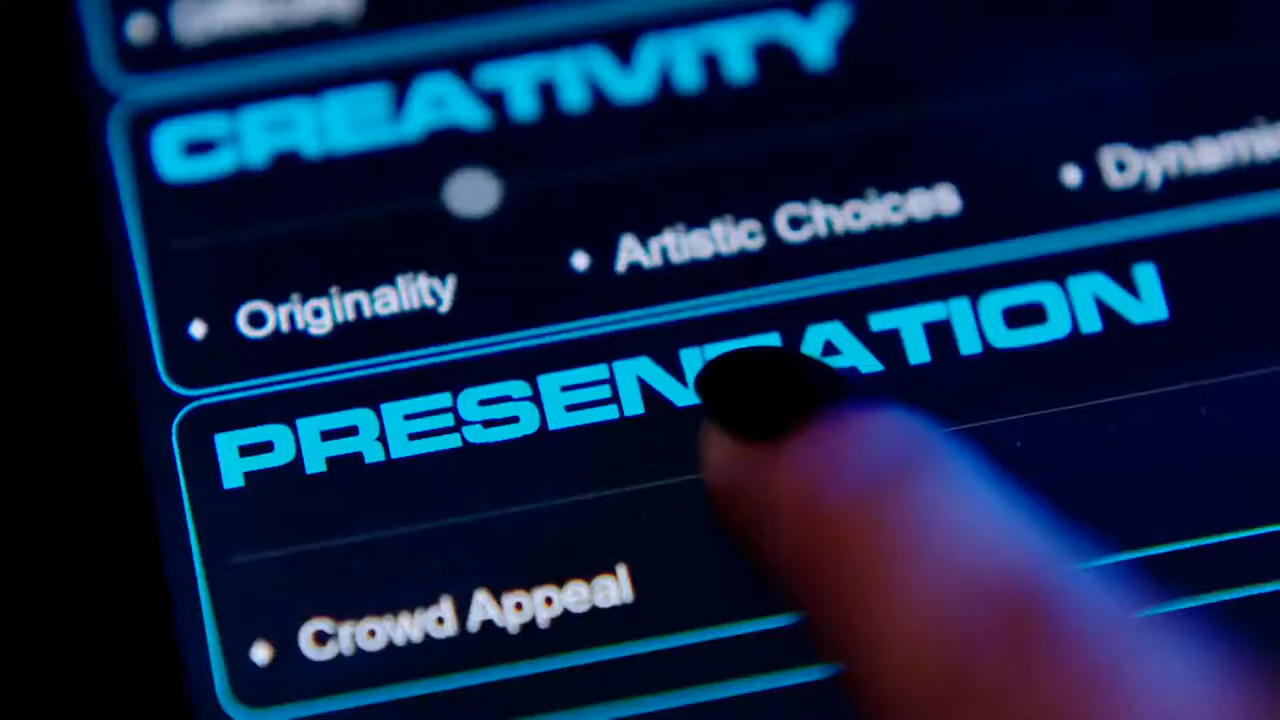 CREATIVITY
• Originality • Artistic Choices
PRESENTATION
• Crowd Appeal